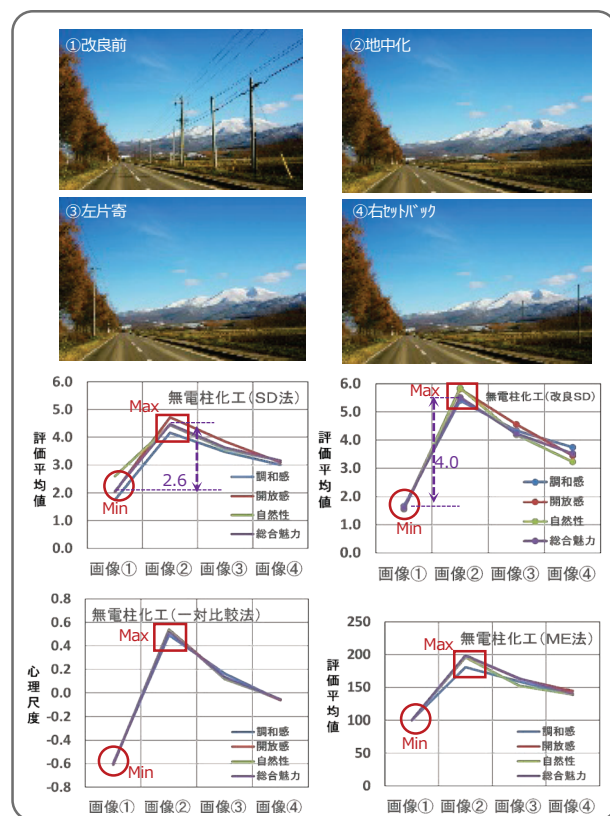 ①改良前
②地中化
③左片寄
④右ｾｯﾄﾊﾞｯｸ
無電柱化工(SD法)
Max
2.6
Min
調和感
開放感
自然性
総合魅力
評価平均値
6.0
5.0
4.0
3.0
2.0
1.0
0.0
画像① 画像② 画像③ 画像④
無電柱化工(改良SD)
Max
4.0
Min
調和感
開放感
自然性
総合魅力
評価平均値
6.0
5.0
4.0
3.0
2.0
1.0
0.0
画像① 画像② 画像③ 画像④
無電柱化工(一対比較法)
Max
Min
調和感
開放感
自然性
総合魅力
心理尺度
0.8
0.6
0.4
0.2
0.0
-0.2
-0.4
-0.6
-0.8
画像① 画像② 画像③ 画像④
無電柱化工(ME法)
Max
Min
調和感
開放感
自然性
総合魅力
評価平均値
250
200
150
100
50
0
画像① 画像② 画像③ 画像④